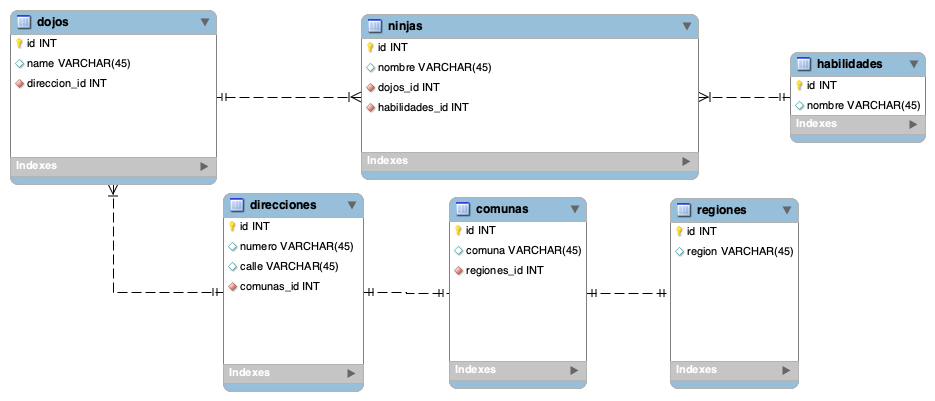 dojos
id INT
name VARCHAR(45)
direccion_id INT
Indexes
ninjas
id INT
nombre VARCHAR(45)
dojos_id INT
habilidades_id INT
Indexes
habilidades
id INT
nombre VARCHAR(45)
Indexes
direcciones
id INT
numero VARCHAR(45)
calle VARCHAR(45)
comunas_id INT
Indexes
comunas
id INT
comuna VARCHAR(45)
regiones_id INT
Indexes
regiones
id INT
region VARCHAR(45)
Indexes